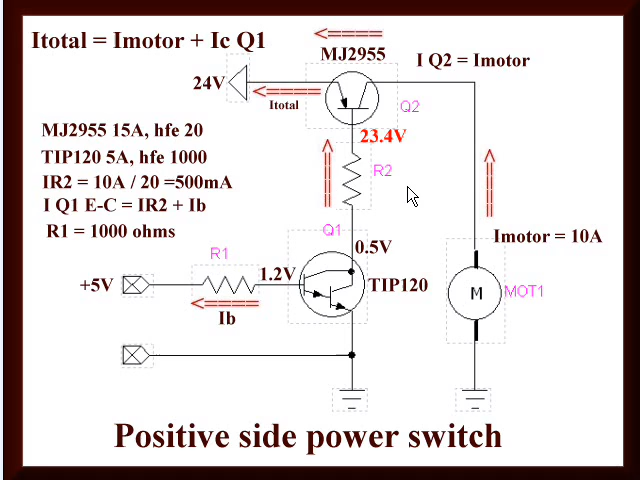 Itotal = Imotor + Ic Q1
MJ2955
I Q2 = Imotor
24V
Itotal
Q2
MJ2955 15A, hfe 20
23.4V
TIP120 5A, hfe 1000
R2
IR2 = 10A / 20 =500mA
I Q1 E-C = IR2 + Ib
R1 = 1000 ohms
Q1
Imotor = 10A
R1
0.5V
+5V
1.2V
TIP120
M
MOT1
Ib
Positive side power switch